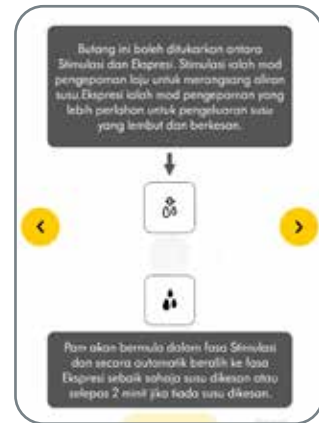 Butang ini boleh ditukarkan antara
Stimulasi dan Ekspresi. Stimulasi ialah mod
pengepaman laju untuk merangsang aliran
susu.Ekspresi ialah mod pengepaman yang
lebih perlahan untuk pengeluaran susu
yang lembut dan berkesan.
Pam akan bermula dalam fasa Stimulasi
dan secara automatik beralih ke fasa
Ekspresi sebaik sahaja susu dikesan atau
selepas 2 minit jika tiada susu dikesan.